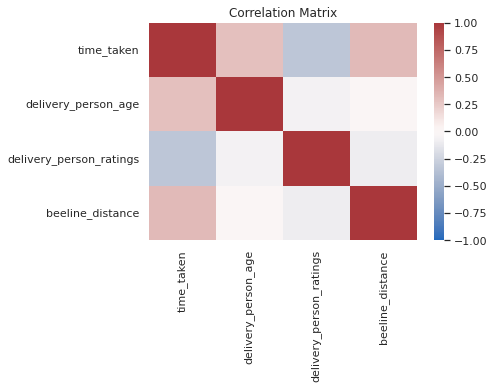 Correlation Matrix
time_taken
delivery_person_age
delivery_person_ratings
beeline_distance
time_taken
delivery_person_age
delivery_person_ratings
beeline_distance
1.00
0.75
0.50
0.25
0.00
−0.25
−0.50
−0.75
−1.00